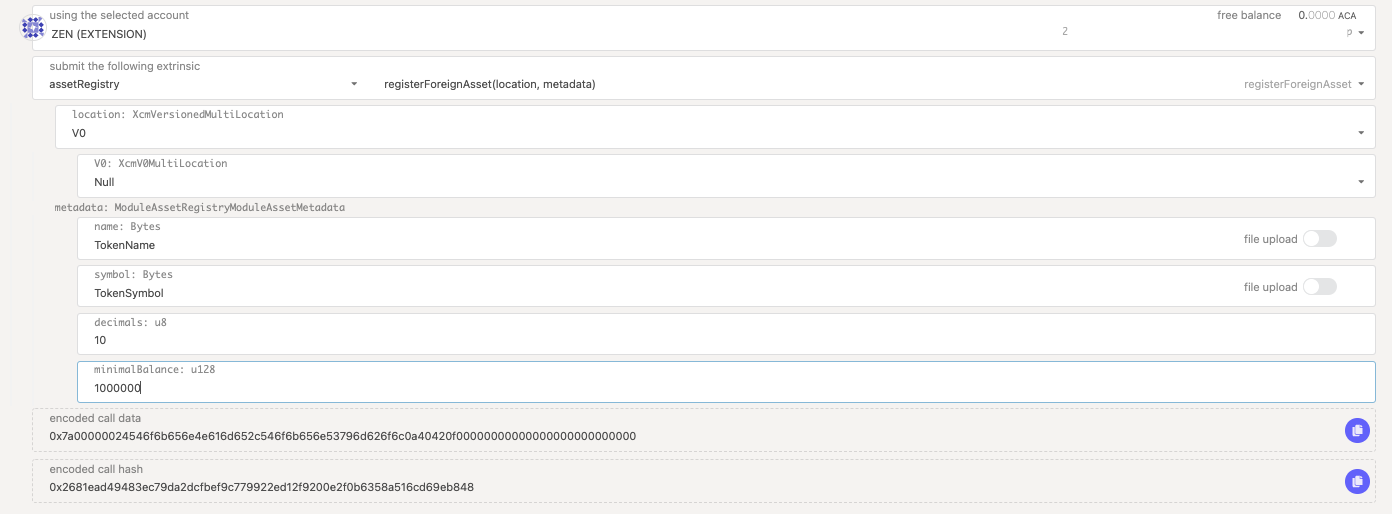 using the selected account
free balance 0.0000 ACA
ZEN (EXTENSION)
submit the following extrinsic
assetRegistry registerForeignAsset(location, metadata) registerForeignAsset
location: XcmVersionedMultiLocation
V0
V0: XcmV0MultiLocation
Null
metadata: ModuleAssetRegistryModuleAssetMetadata
name: Bytes
TokenName
file upload
symbol: Bytes
TokenSymbol
file upload
decimals: u8
10
minimalBalance: u128
1000000
encoded call data
0x7a00000024546f6b656e4e616d652c546f6b656e53796d626f6c0a40420f00000000000000000000000000
encoded call hash
0x2681ead49483ec79da2dcfbef9c779922ed12f9200e2f0b6358a516cd69eb848